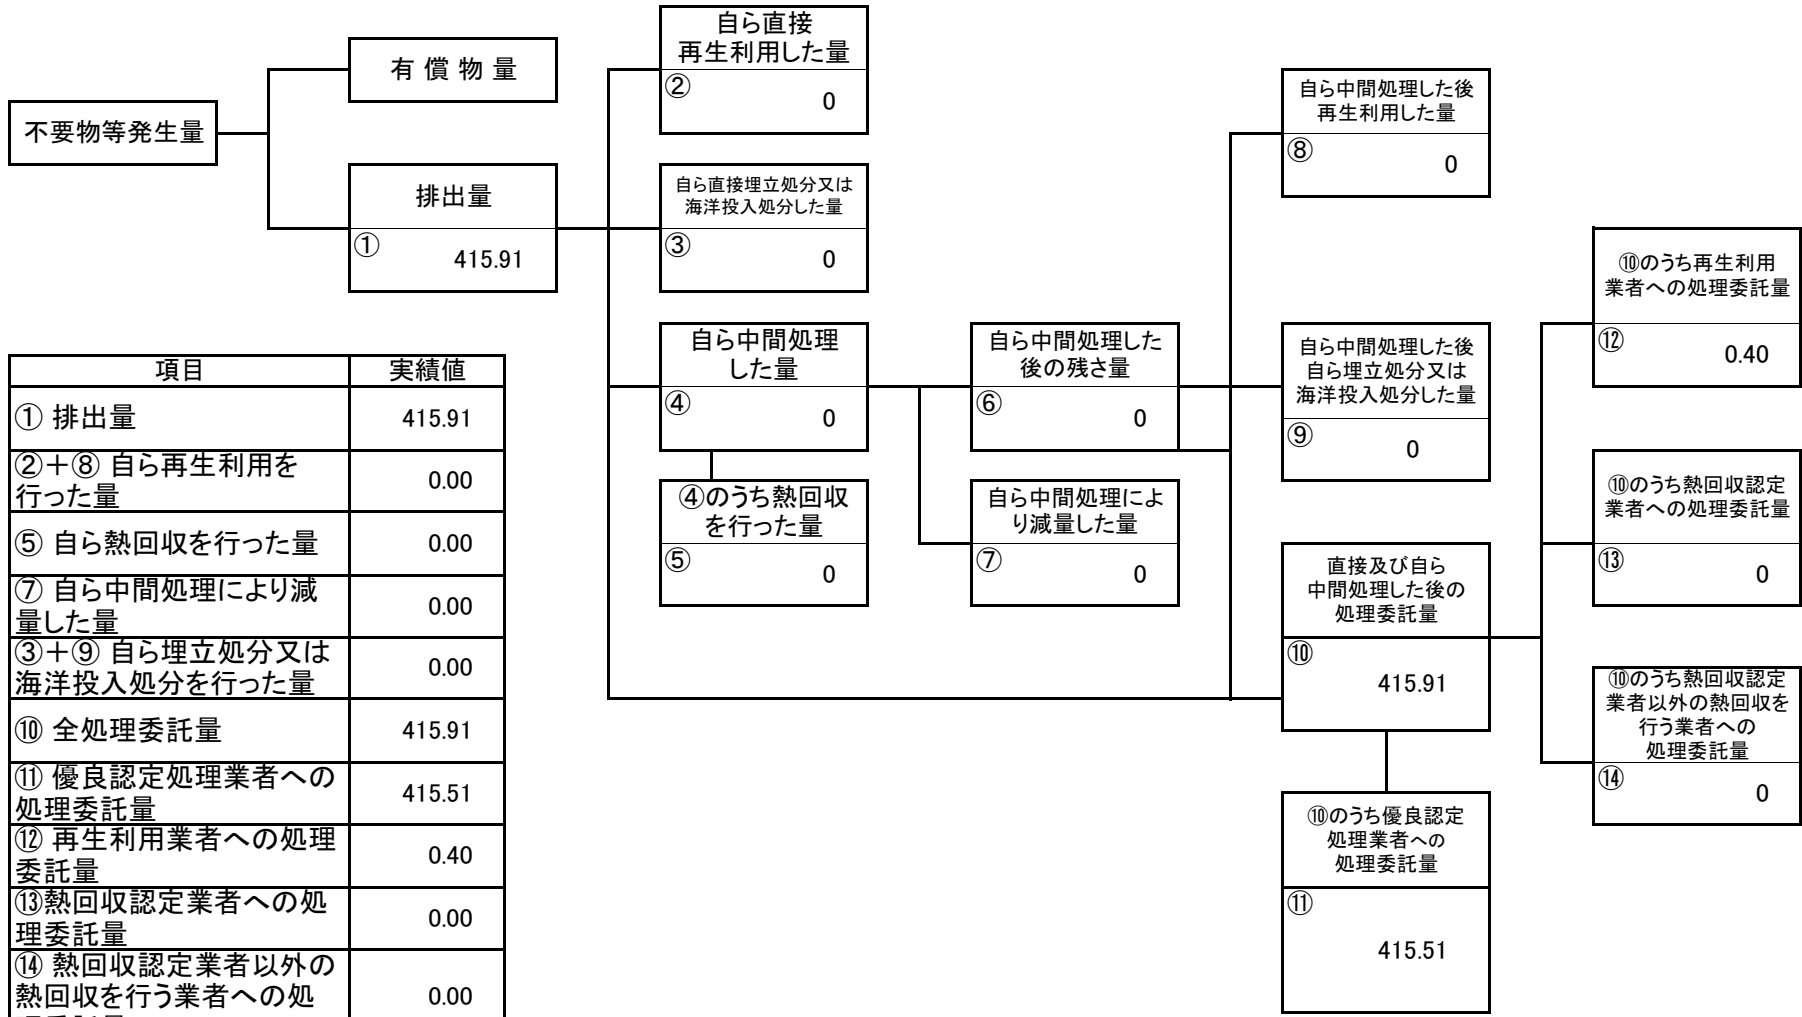 不要物等発生量
有 償 物 量
排出量
①
415.91
自ら直接
再生利用した量
②
0
自ら直接埋立処分又は
海洋投入処分した量
③
0
自ら中間処理
した量
④
0
④のうち熱回収
を行った量
⑤
0
自ら中間処理した
後の残さ量
⑥
0
自ら中間処理によ
り減量した量
⑦
0
自ら中間処理した後
再生利用した量
⑧
0
自ら中間処理した後
自ら埋立処分又は
海洋投入処分した量
⑨
0
直接及び自ら
中間処理した後の
処理委託量
⑩
415.91
⑩のうち優良認定
処理業者への
処理委託量
⑪
415.51
⑩のうち再生利用
業者への処理委託量
⑫
0.40
⑩のうち熱回収認定
業者への処理委託量
⑬
0
⑩のうち熱回収認定
業者以外の熱回収を
行う業者への
処理委託量
⑭
0
項目 実績値
① 排出量 415.91
②+⑧ 自ら再生利用を
行った量 0.00
⑤ 自ら熱回収を行った量 0.00
⑦ 自ら中間処理により減
量した量 0.00
③+⑨ 自ら埋立処分又は
海洋投入処分を行った量 0.00
⑩ 全処理委託量 415.91
⑪ 優良認定処理業者への
処理委託量 415.51
⑫ 再生利用業者への処理
委託量 0.40
⑬熱回収認定業者への処
理委託量 0.00
⑭ 熱回収認定業者以外の
熱回収を行う業者への処 0.00